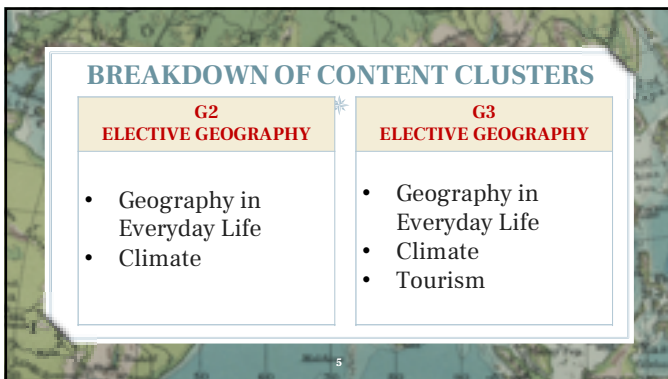 BREAKDOWN OF CONTENT CLUSTERS
G2
ELECTIVE GEOGRAPHY
• Geography in
Everyday Life
• Climate
G3
ELECTIVE GEOGRAPHY
• Geography in
Everyday Life
• Climate
• Tourism
5